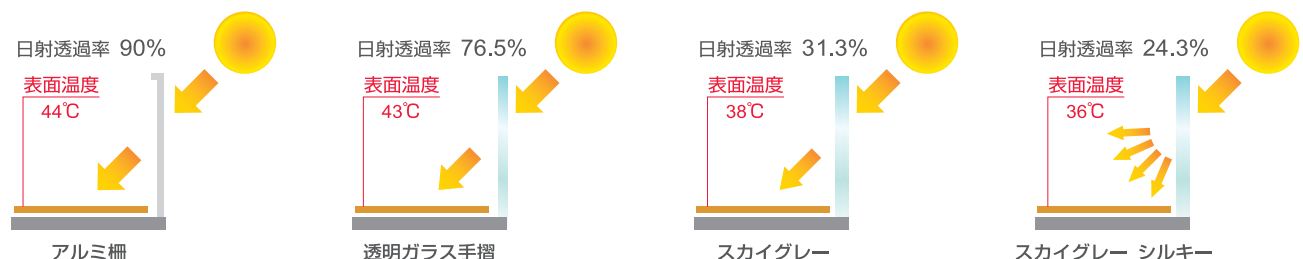 日射透過率 90%
表面温度
44℃
アルミ柵
日射透過率 76.5%
表面温度
43℃
透明ガラス手摺
日射透過率 31.3%
表面温度
38℃
スカイグレー
日射透過率 24.3%
表面温度
36℃
スカイグレー シルキー